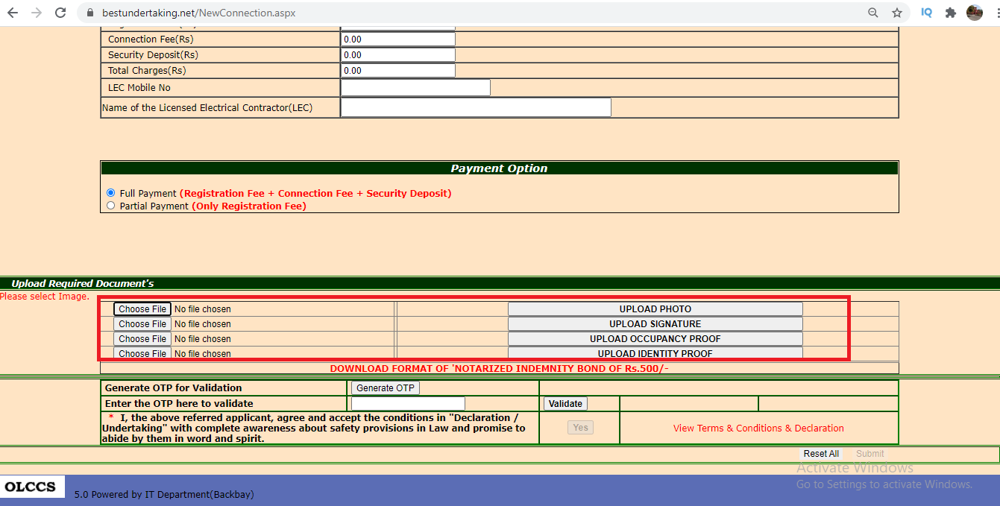 bestundertaking.net/NewConnection.aspx
IQ
Connection Fee(Rs) 0.00
Security Deposit(Rs) 0.00
Total Charges(Rs) 0.00
LEC Mobile No
Name of the Licensed Electrical Contractor(LEC)
Payment Option
Full Payment (Registration Fee + Connection Fee + Security Deposit)
Partial Payment (Only Registration Fee)
Upload Required Document's
Please select Image.
Choose File No file chosen UPLOAD PHOTO
Choose File No file chosen UPLOAD SIGNATURE
Choose File No file chosen UPLOAD OCCUPANCY PROOF
Choose File No file chosen UPLOAD IDENTITY PROOF
DOWNLOAD FORMAT OF 'NOTARIZED INDEMNITY BOND OF Rs.500/-
Generate OTP for Validation Generate OTP
Enter the OTP here to validate Validate
* I, the above referred applicant, agree and accept the conditions in "Declaration /
Undertaking" with complete awareness about safety provisions in Law and promise to
abide by them in word and spirit.
Yes
View Terms & Conditions & Declaration
Reset All Submit
Activate Windows
Go to Settings to activate Windows.
OLCCS 5.0 Powered by IT Department(Backbay)